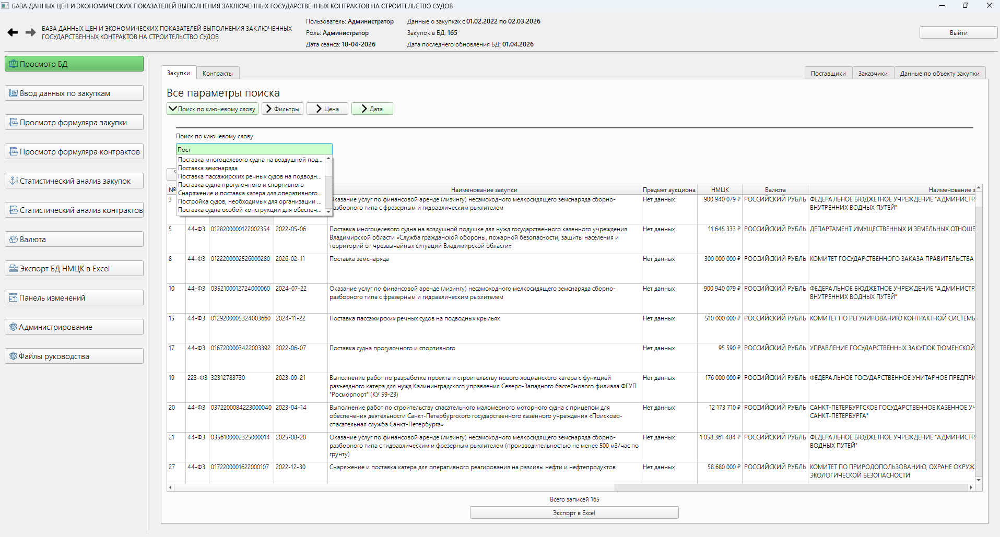 БАЗА ДАННЫХ ЦЕН И ЭКОНОМИЧЕСКИХ ПОКАЗАТЕЛЕЙ ВЫПОЛНЕНИЯ ЗАКЛЮЧЕННЫХ ГОСУДАРСТВЕННЫХ КОНТРАКТОВ НА СТРОИТЕЛЬСТВО СУДОВ
БАЗА ДАННЫХ ЦЕН И ЭКОНОМИЧЕСКИХ ПОКАЗАТЕЛЕЙ ВЫПОЛНЕНИЯ ЗАКЛЮЧЕННЫХ
ГОСУДАРСТВЕННЫХ КОНТРАКТОВ НА СТРОИТЕЛЬСТВО СУДОВ
Пользователь: Администратор
Роль: Администратор
Дата сеанса: 10-04-2026
Данные о закупках с 01.02.2022 по 02.03.2026
Закупок в БД: 165
Дата последнего обновления БД: 01.04.2026
Выйти
Просмотр БД
Ввод данных по закупкам
Просмотр формуляра закупки
Просмотр формуляра контрактов
Статистический анализ закупок
Статистический анализ контрактов
Валюта
Экспорт БД НМЦК в Excel
Панель изменений
Администрирование
Файлы руководства
Закупки Контракты Поставщики Заказчики Данные по объекту закупки
Все параметры поиска
Поиск по ключевому слову Фильтры Цена Дата
Поиск по ключевому слову
Пост
Поставка многоцелевого судна на воздушной под...
Поставка земснаряда
Поставка пассажирских речных судов на подводн...
Поставка судна прогулочного и спортивного
Снаряжение и поставка катера для оперативного...
Постройка судов, необходимых для организации ...
Поставка судна особой конструкции для обеспеч...
№ Наименование закупки Предмет аукциона НМЦК Валюта Наименование з
3 Оказание услуг по финансовой аренде (лизингу) несамоходного мелкосидящего земснаряда сборно- Нет данных 900 940 079 ₽ РОССИЙСКИЙ РУБЛЬ ФЕДЕРАЛЬНОЕ БЮДЖЕТНОЕ УЧРЕЖДЕНИЕ "АДМИНИСТР
разборного типа с фрезерным и гидравлическим рыхлителем ВНУТРЕННИХ ВОДНЫХ ПУТЕЙ"
5 44-ФЗ 0128200000122002354 2022-05-06 Поставка многоцелевого судна на воздушной подушке для нужд государственного казенного учреждения Нет данных 11 645 333 ₽ РОССИЙСКИЙ РУБЛЬ ДЕПАРТАМЕНТ ИМУЩЕСТВЕННЫХ И ЗЕМЕЛЬНЫХ ОТНОШЕ
Владимирской области «Служба гражданской обороны, пожарной безопасности, защиты населения и
территорий от чрезвычайных ситуаций Владимирской области»
8 44-ФЗ 0122200002526000280 2026-02-11 Поставка земснаряда Нет данных 300 000 000 ₽ РОССИЙСКИЙ РУБЛЬ КОМИТЕТ ГОСУДАРСТВЕННОГО ЗАКАЗА ПРАВИТЕЛЬСТВА
10 44-ФЗ 0352100012724000060 2024-07-22 Оказание услуг по финансовой аренде (лизингу) несамоходного мелкосидящего земснаряда сборно- Нет данных 900 940 079 ₽ РОССИЙСКИЙ РУБЛЬ ФЕДЕРАЛЬНОЕ БЮДЖЕТНОЕ УЧРЕЖДЕНИЕ "АДМИНИСТР
разборного типа с фрезерным и гидравлическим рыхлителем ВНУТРЕННИХ ВОДНЫХ ПУТЕЙ"
15 44-ФЗ 0129200005324003660 2024-11-22 Поставка пассажирских речных судов на подводных крыльях Нет данных 510 000 000 ₽ РОССИЙСКИЙ РУБЛЬ КОМИТЕТ ПО РЕГУЛИРОВАНИЮ КОНТРАКТНОЙ СИСТЕМЬ
17 44-ФЗ 0167200003422003392 2022-06-07 Поставка судна прогулочного и спортивного Нет данных 95 590 ₽ РОССИЙСКИЙ РУБЛЬ УПРАВЛЕНИЕ ГОСУДАРСТВЕННЫХ ЗАКУПОК ТЮМЕНСКОЙ
19 223-ФЗ 32312783730 2023-09-21 Выполнение работ по разработке проекта и строительству нового лоцманского катера с функцией Нет данных 176 000 000 ₽ РОССИЙСКИЙ РУБЛЬ ФЕДЕРАЛЬНОЕ ГОСУДАРСТВЕННОЕ УНИТАРНОЕ ПРЕДПРИ
разъездного катера для нужд Калининградского управления Северо-Западного бассейнового филиала ФГУП
"Росморпорт" (КУ 59-23)
20 44-ФЗ 0372200084223000040 2023-04-14 Выполнение работ по строительству спасательного маломерного моторного судна с прицепом для Нет данных 12 173 710 ₽ РОССИЙСКИЙ РУБЛЬ САНКТ-ПЕТЕРБУРГСКОЕ ГОСУДАРСТВЕННОЕ КАЗЕННОЕ УЧ
обеспечения деятельности Санкт-Петербургского государственного казенного учреждения «Поисково- САНКТ-ПЕТЕРБУРГА"
спасательная служба Санкт-Петербурга»
21 44-ФЗ 0356100002325000014 2025-08-20 Оказание услуг по финансовой аренде (лизингу) несамоходного мелкосидящего земснаряда сборно- Нет данных 1 058 361 484 ₽ РОССИЙСКИЙ РУБЛЬ ФЕДЕРАЛЬНОЕ БЮДЖЕТНОЕ УЧРЕЖДЕНИЕ "АДМИНИСТР
разборного типа с гидравлическим и фрезерным рыхлителем (производительностью не менее 500 м3/час по ВОДНЫХ ПУТЕЙ"
грунту)
27 44-ФЗ 0172200001622000107 2022-12-30 Снаряжение и поставка катера для оперативного реагирования на разливы нефти и нефтепродуктов Нет данных 58 680 000 ₽ РОССИЙСКИЙ РУБЛЬ КОМИТЕТ ПО ПРИРОДОПОЛЬЗОВАНИЮ, ОХРАНЕ ОКРУЖ
ЭКОЛОГИЧЕСКОЙ БЕЗОПАСНОСТИ
Всего записей 165
Экспорт в Excel